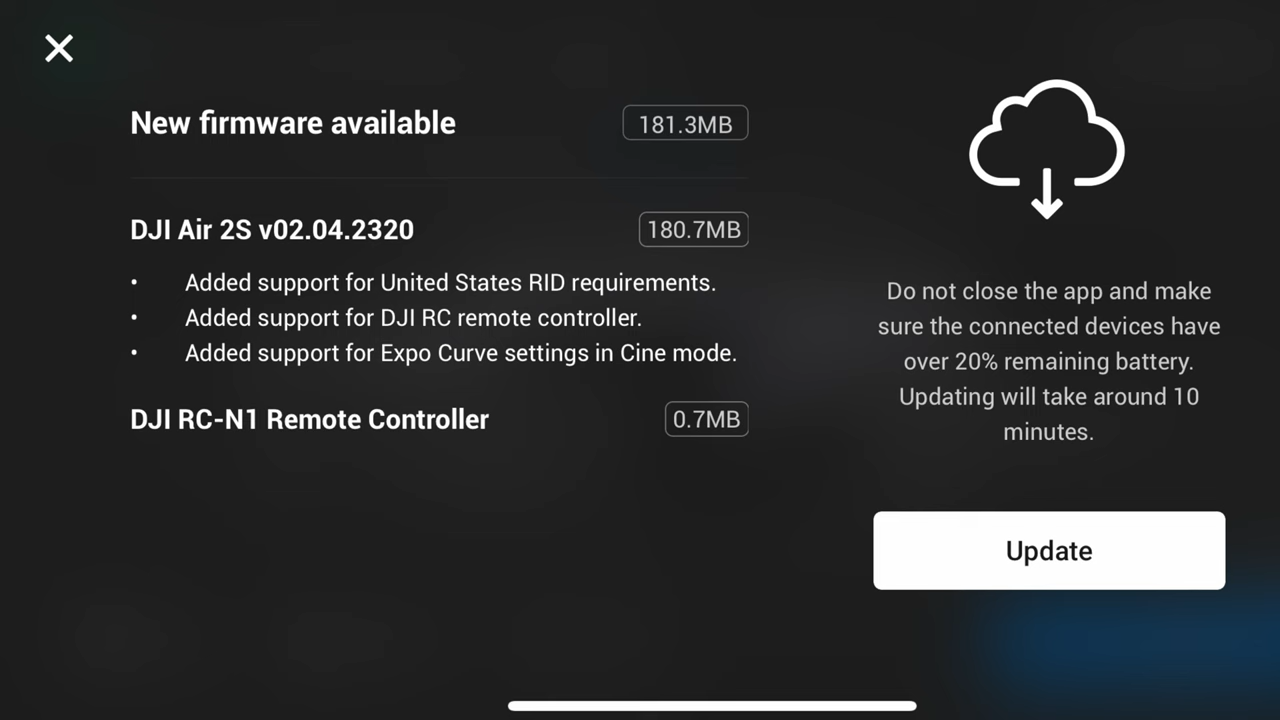 New firmware available 181.3MB
DJI Air 2S v02.04.2320 180.7MB
• Added support for United States RID requirements.
• Added support for DJI RC remote controller.
• Added support for Expo Curve settings in Cine mode.
DJI RC-N1 Remote Controller 0.7MB
Do not close the app and make
sure the connected devices have
over 20% remaining battery.
Updating will take around 10
minutes.
Update